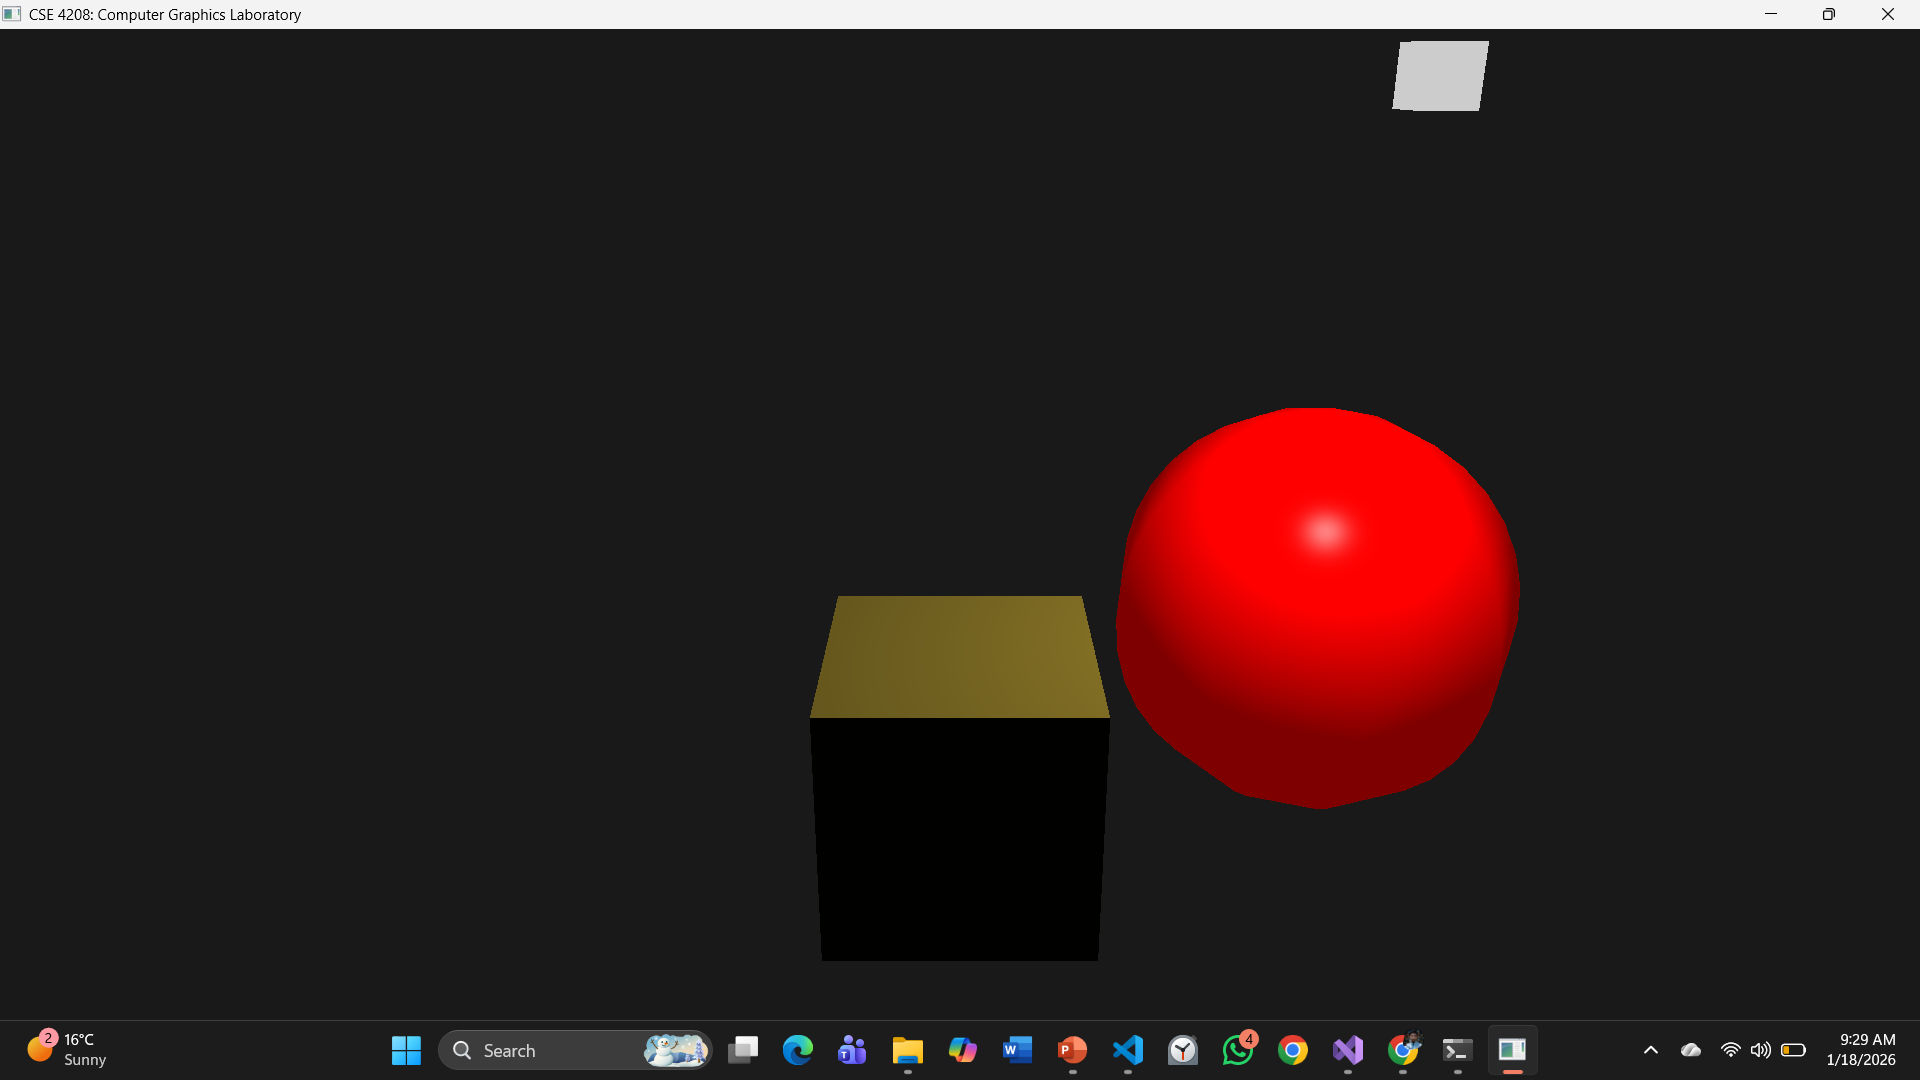 CSE 4208: Computer Graphics Laboratory
2
16°C
Sunny
Search
T
W
P
4
9:29 AM
1/18/2026